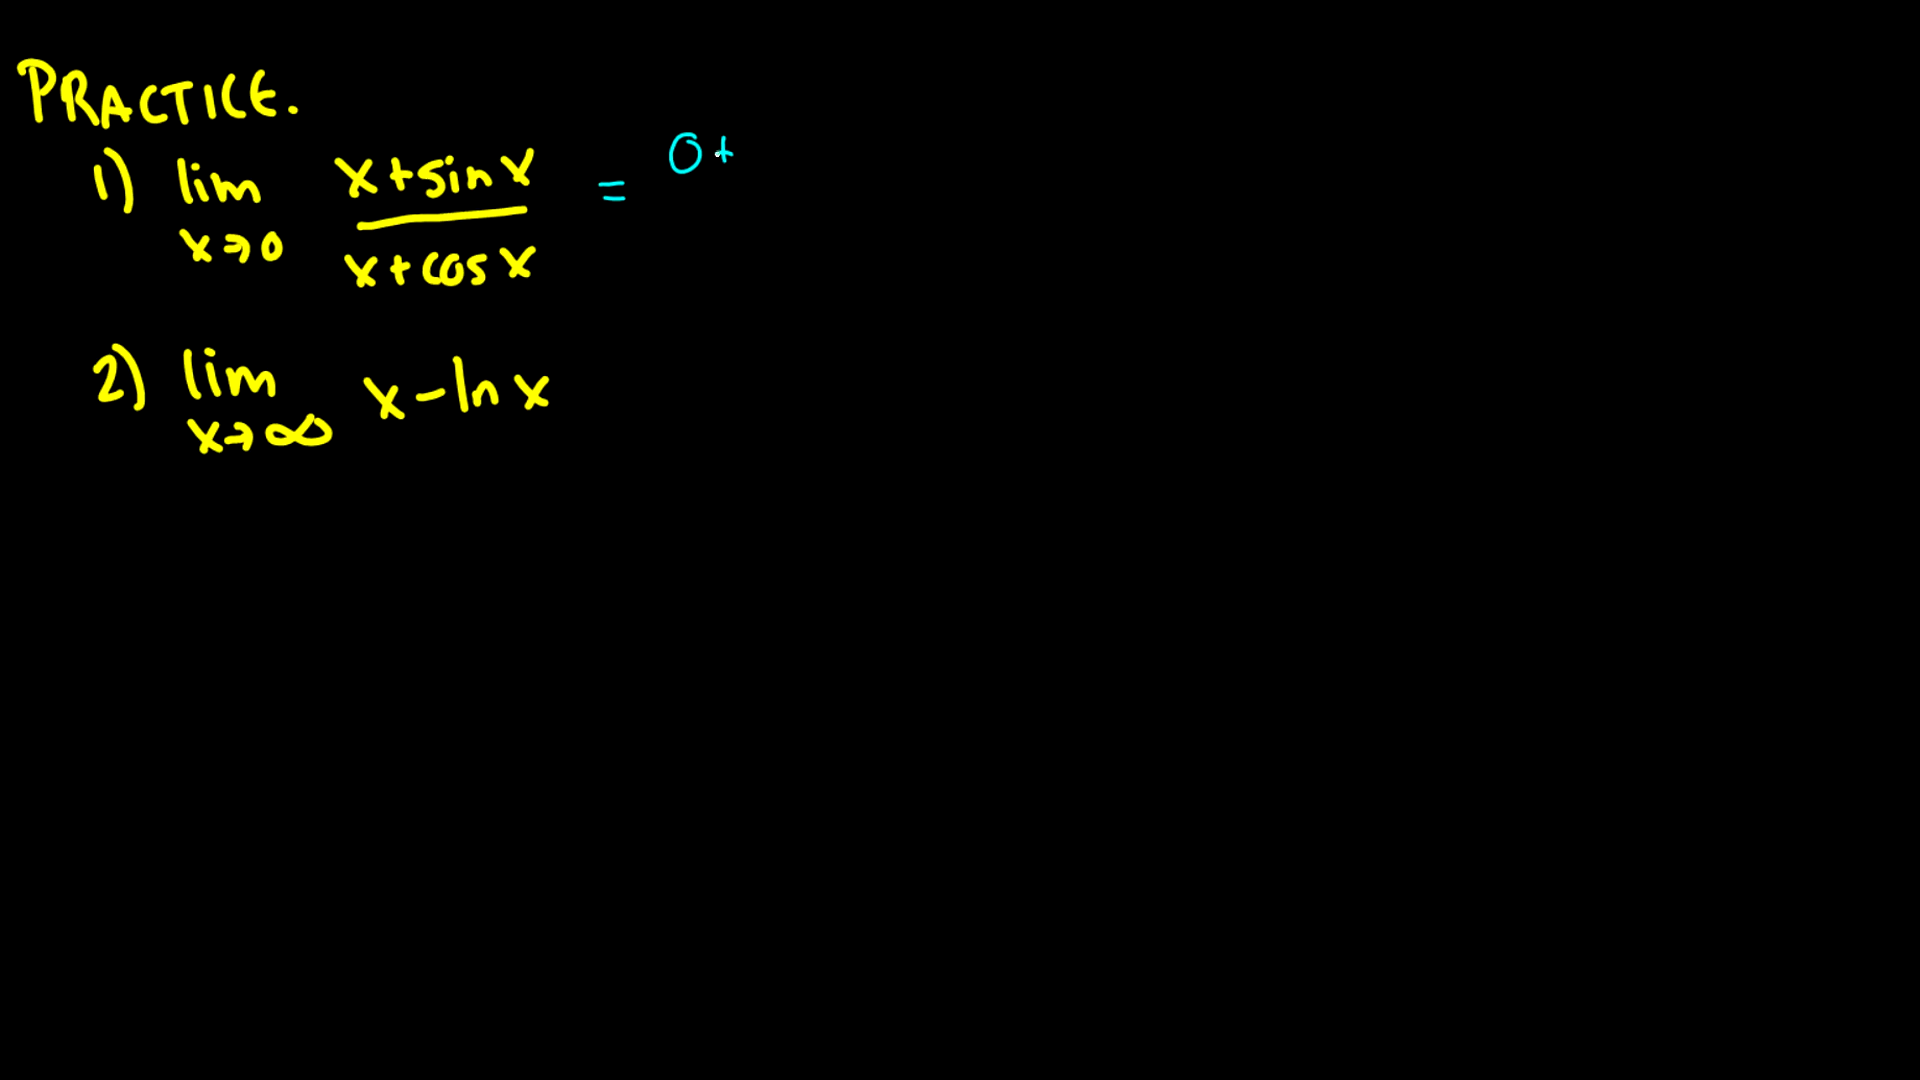 PRACTICE.
1) lim x→0 x+sin x / x+cos x = 0+
2) lim x→∞ x-ln x